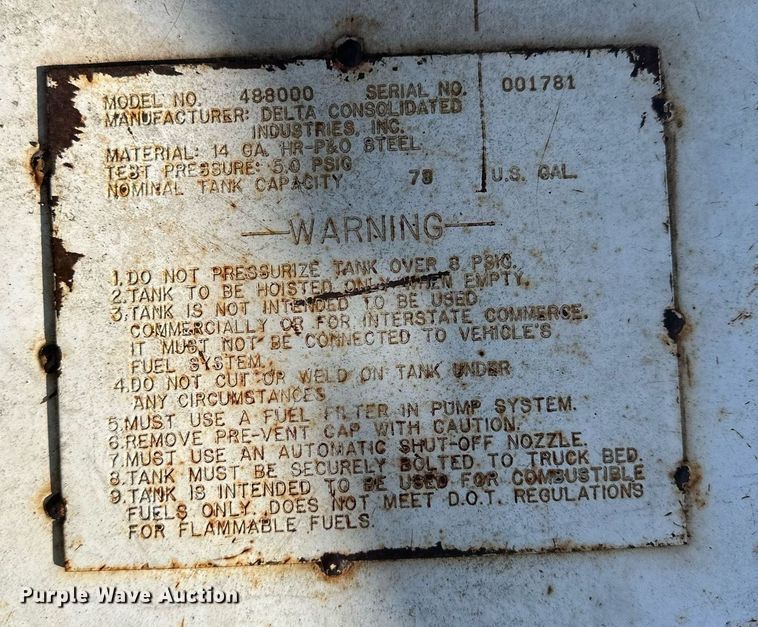 MODEL NO. 488000 SERIAL NO. 001781
MANUFACTURER: DELTA CONSOLIDATED
INDUSTRIES, INC.
MATERIAL: 14 GA. HR-P&O STEEL
TEST PRESSURE: 5.0 PSIG
NOMINAL TANK CAPACITY 78 U.S. GAL.
WARNING
1. DO NOT PRESSURIZE TANK OVER 3 PSIG.
2. TANK TO BE HOISTED ONLY WHEN EMPTY.
3. TANK IS NOT INTENDED TO BE USED
COMMERCIALLY OR FOR INTERSTATE COMMERCE.
IT MUST NOT BE CONNECTED TO VEHICLE'S
FUEL SYSTEM.
4. DO NOT CUT OR WELD ON TANK UNDER
ANY CIRCUMSTANCES
5. MUST USE A FUEL FILTER IN PUMP SYSTEM.
6. REMOVE PRE-VENT CAP WITH CAUTION.
7. MUST USE AN AUTOMATIC SHUT-OFF NOZZLE.
8. TANK MUST BE SECURELY BOLTED TO TRUCK BED.
9. TANK IS INTENDED TO BE USED FOR COMBUSTIBLE
FUELS ONLY. DOES NOT MEET D.O.T. REGULATIONS
FOR FLAMMABLE FUELS.
Purple Wave Auction